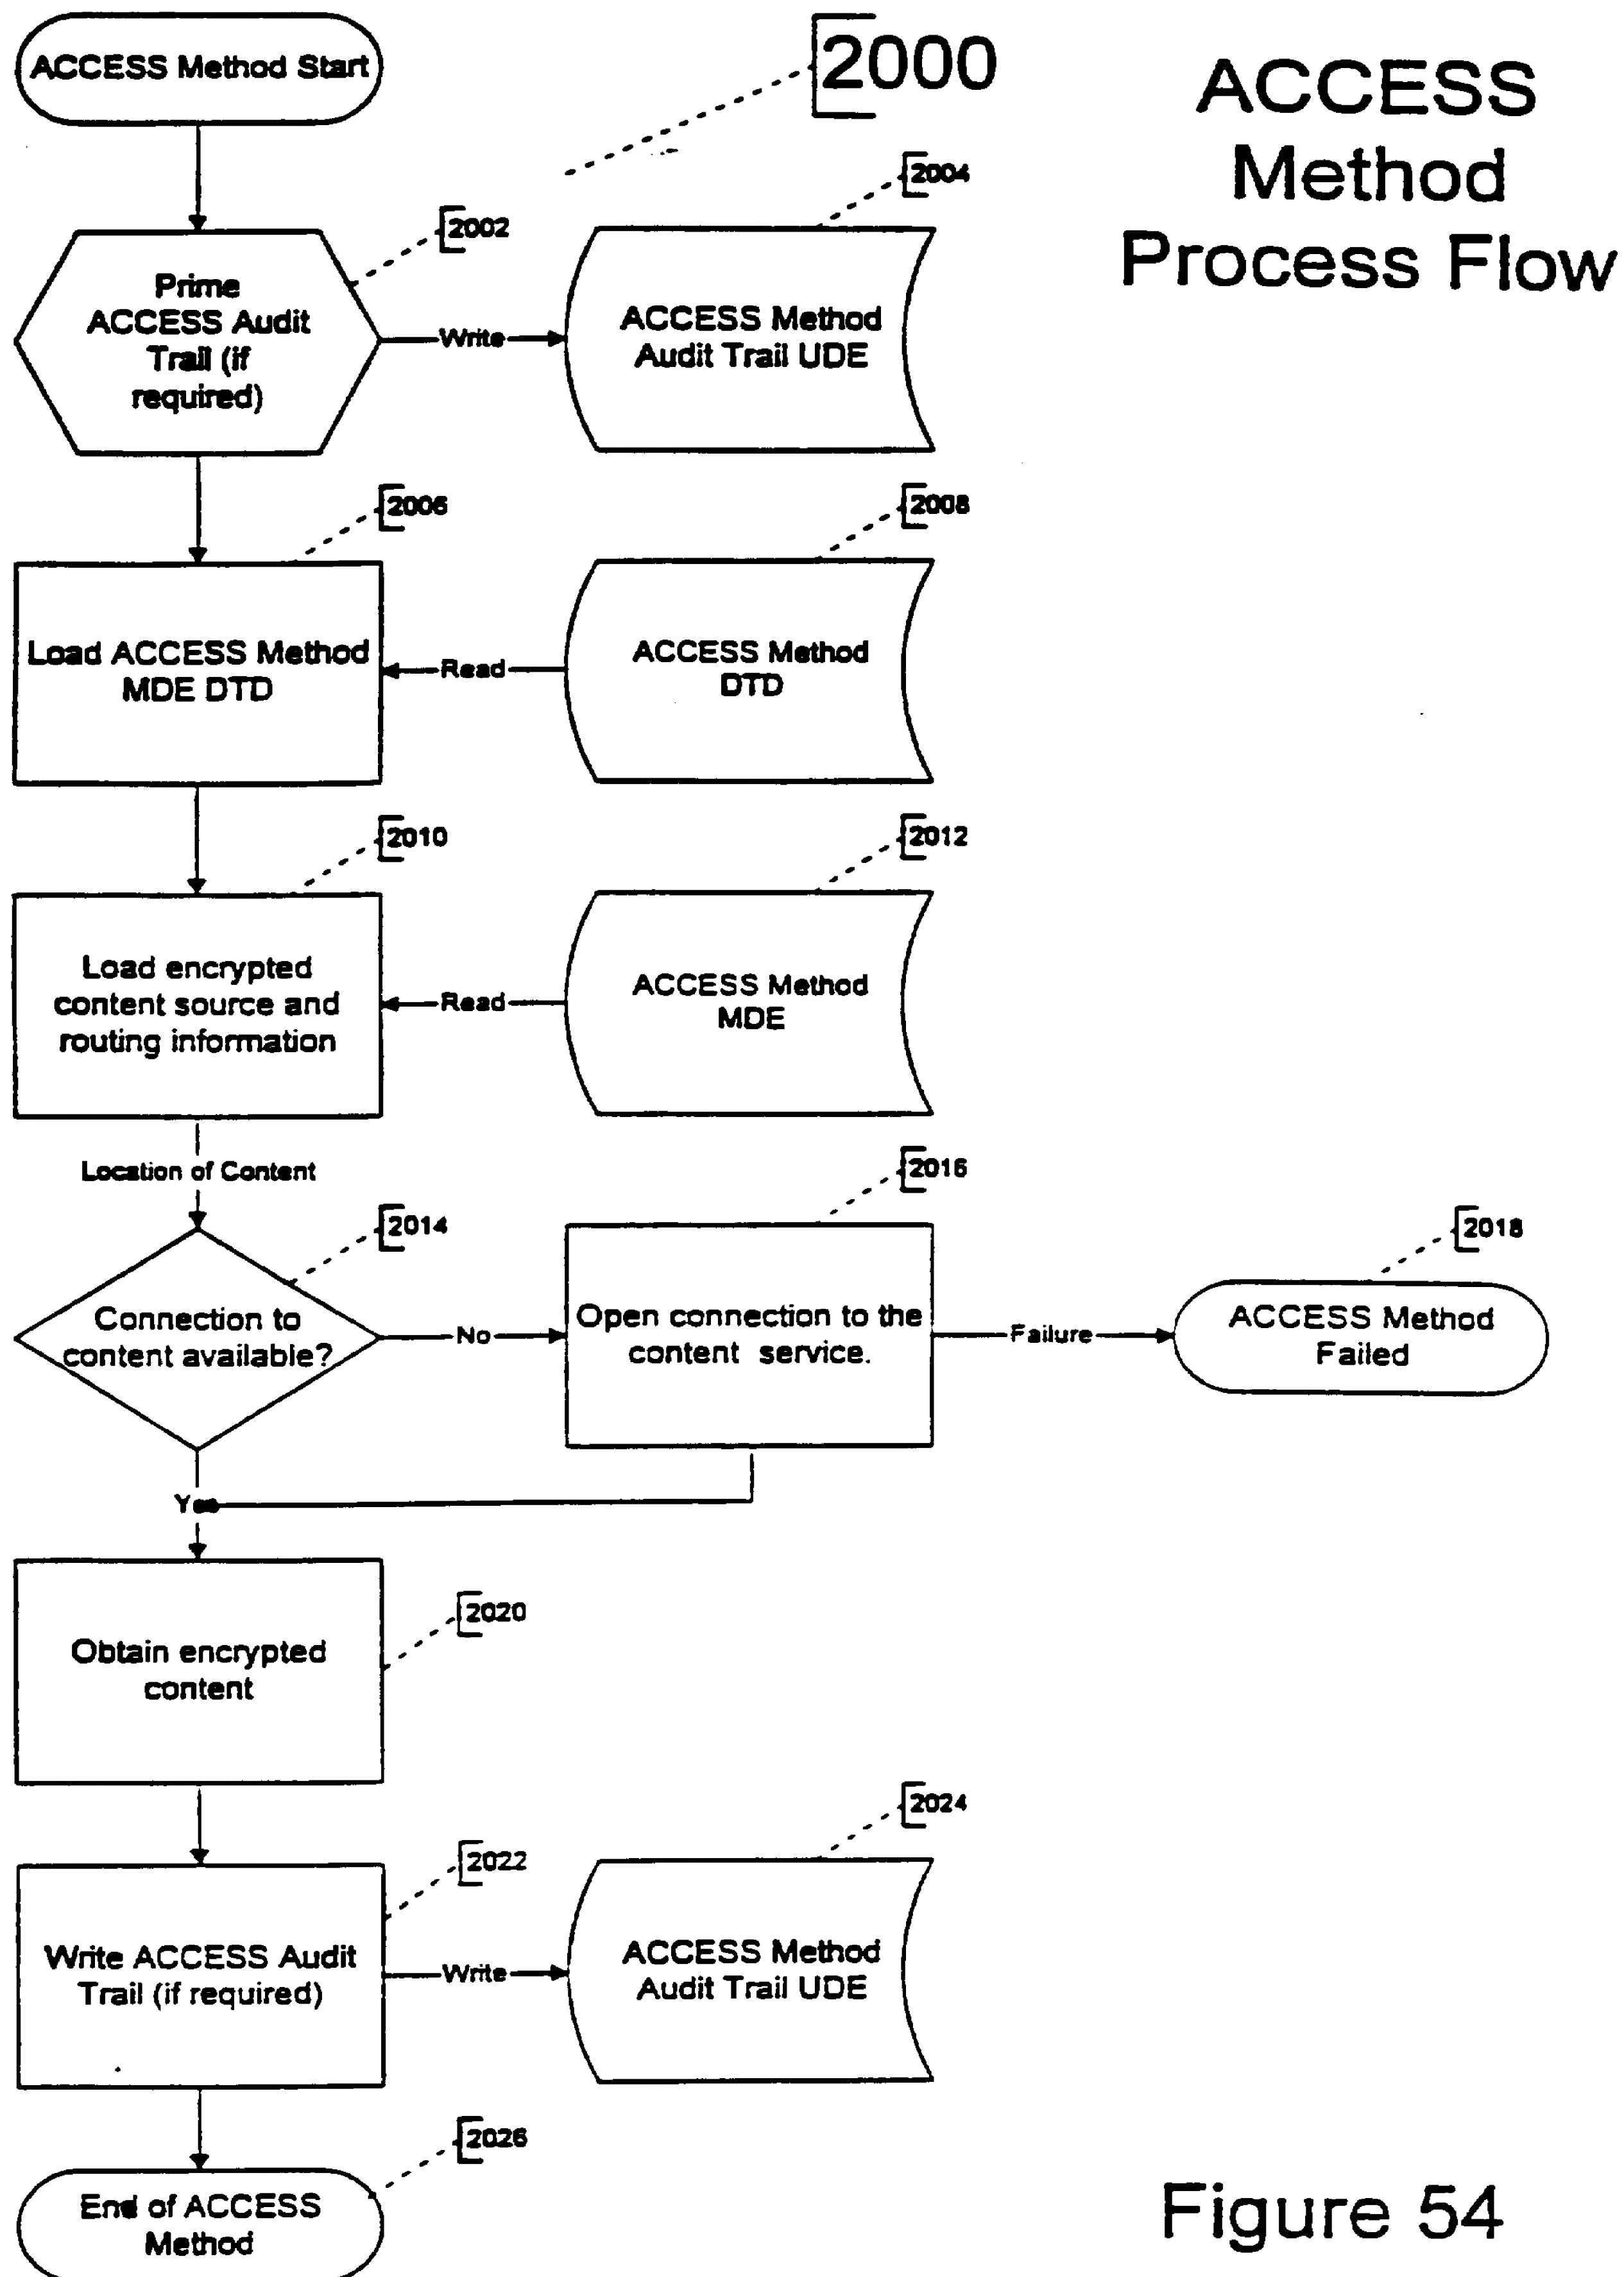 ACCESS Method Start
2000
ACCESS
Method
Process Flow
2002
2004
Prime
ACCESS Audit
Trail (if
required)
Write
ACCESS Method
Audit Trail UDE
2006
2008
Load ACCESS Method
MDE DTD
Read
ACCESS Method
DTD
2010
2012
Load encrypted
content source and
routing information
Read
ACCESS Method
MDE
Location of Content
2014
2016
2018
Connection to
content available?
No
Open connection to the
content service.
Failure
ACCESS Method
Failed
Yes
2020
Obtain encrypted
content
2022
2024
Write ACCESS Audit
Trail (if required)
Write
ACCESS Method
Audit Trail UDE
2026
End of ACCESS
Method
Figure 54